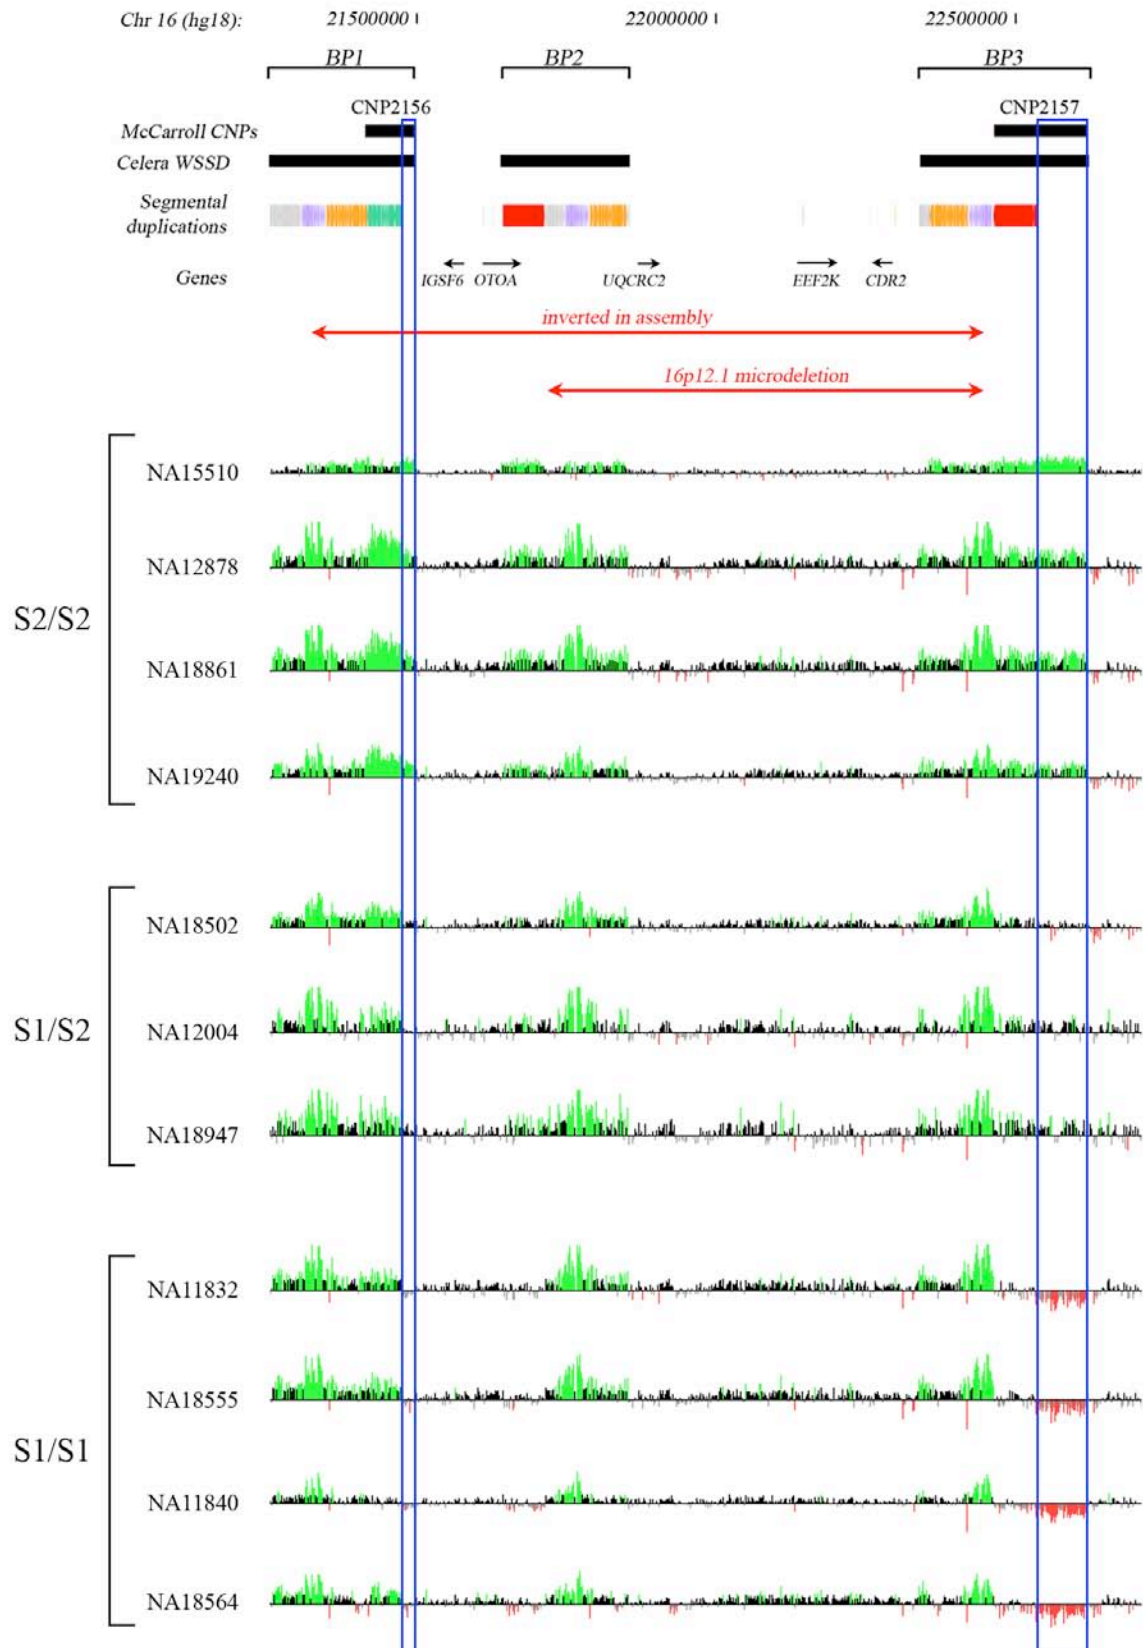 Chr 16 (hg18): 21500000 22000000 22500000
BP1 BP2 BP3
CNP2156 CNP2157
McCarroll CNPs
Celera WSSD
Segmental
duplications
Genes IGSF6 OTOA UQCRC2 EEF2K CDR2
inverted in assembly
16p12.1 microdeletion
NA15510
NA12878
S2/S2
NA18861
NA19240
NA18502
S1/S2 NA12004
NA18947
NA11832
NA18555
S1/S1
NA11840
NA18564